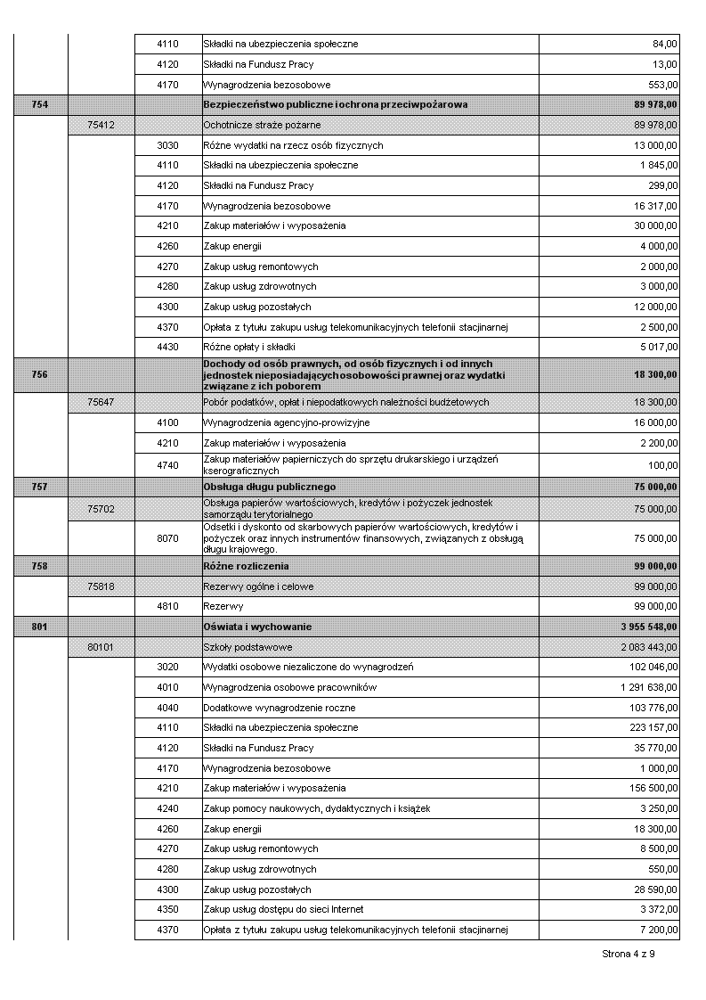 4110 Składki na ubezpieczenia społeczne 84,00
4120 Składki na Fundusz Pracy 13,00
4170 Wynagrodzenia bezosobowe 553,00
754 Bezpieczeństwo publiczne i ochrona przeciwpożarowa 89 978,00
75412 Ochotnicze straże pożarne 89 978,00
3030 Różne wydatki na rzecz osób fizycznych 13 000,00
4110 Składki na ubezpieczenia społeczne 1 845,00
4120 Składki na Fundusz Pracy 299,00
4170 Wynagrodzenia bezosobowe 16 317,00
4210 Zakup materiałów i wyposażenia 30 000,00
4260 Zakup energii 4 000,00
4270 Zakup usług remontowych 2 000,00
4280 Zakup usług zdrowotnych 3 000,00
4300 Zakup usług pozostałych 12 000,00
4370 Opłata z tytułu zakupu usług telekomunikacyjnych telefonii stacjinarnej 2 500,00
4430 Różne opłaty i składki 5 017,00
Dochody od osób prawnych, od osób fizycznych i od innych
756 jednostek nieposiadających osobowości prawnej oraz wydatki 18 300,00
związane z ich poborem
75647 Pobór podatków, opłat i niepodatkowych należności budżetowych 18 300,00
4100 Wynagrodzenia agencyjno-prowizyjne 16 000,00
4210 Zakup materiałów i wyposażenia 2 200,00
4740 Zakup materiałów papierniczych do sprzętu drukarskiego i urządzeń 100,00
kserograficznych
757 Obsługa długu publicznego 75 000,00
75702 Obsługa papierów wartościowych, kredytów i pożyczek jednostek 75 000,00
samorządu terytorialnego
Odsetki i dyskonto od skarbowych papierów wartościowych, kredytów i
8070 pożyczek oraz innych instrumentów finansowych, związanych z obsługą 75 000,00
długu krajowego.
758 Różne rozliczenia 99 000,00
75818 Rezerwy ogólne i celowe 99 000,00
4810 Rezerwy 99 000,00
801 Oświata i wychowanie 3 955 548,00
80101 Szkoły podstawowe 2 083 443,00
3020 Wydatki osobowe niezaliczone do wynagrodzeń 102 046,00
4010 Wynagrodzenia osobowe pracowników 1 291 638,00
4040 Dodatkowe wynagrodzenie roczne 103 776,00
4110 Składki na ubezpieczenia społeczne 223 157,00
4120 Składki na Fundusz Pracy 35 770,00
4170 Wynagrodzenia bezosobowe 1 000,00
4210 Zakup materiałów i wyposażenia 156 500,00
4240 Zakup pomocy naukowych, dydaktycznych i książek 3 250,00
4260 Zakup energii 18 300,00
4270 Zakup usług remontowych 8 500,00
4280 Zakup usług zdrowotnych 550,00
4300 Zakup usług pozostałych 28 590,00
4350 Zakup usług dostępu do sieci Internet 3 372,00
4370 Opłata z tytułu zakupu usług telekomunikacyjnych telefonii stacjinarnej 7 200,00
Strona 4 z 9